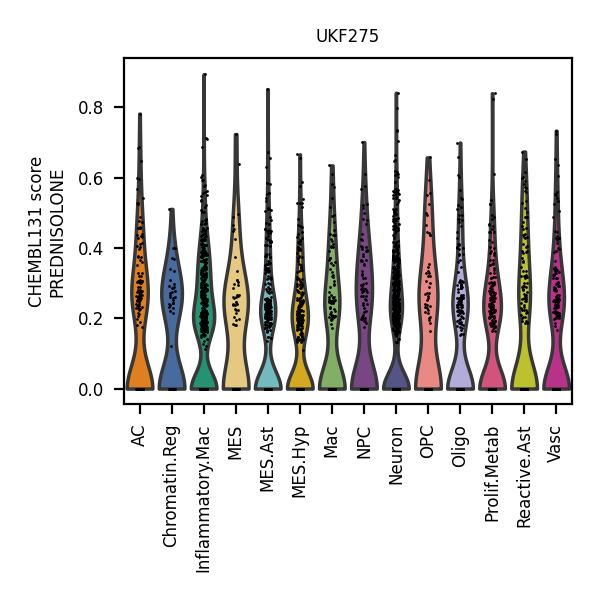 UKF275
CHEMBL131 score
PREDNISOLONE
0.8
0.6
0.4
0.2
0.0
AC
Chromatin.Reg
Inflammatory.Mac
MES
MES.Ast
MES.Hyp
Mac
NPC
Neuron
OPC
Oligo
Prolif.Metab
Reactive.Ast
Vasc